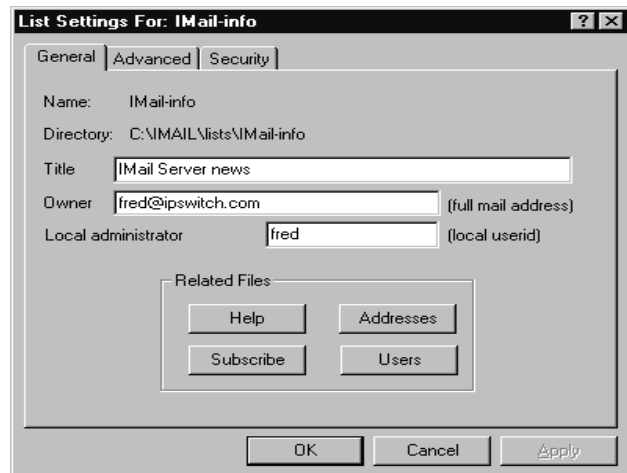 List Settings For: IMail-info
General Advanced Security
Name: IMail-info
Directory: C:\IMAIL\lists\IMail-info
Title IMail Server news
Owner fred@ipswitch.com (full mail address)
Local administrator fred (local userid)
Related Files
Help Addresses
Subscribe Users
OK Cancel Apply